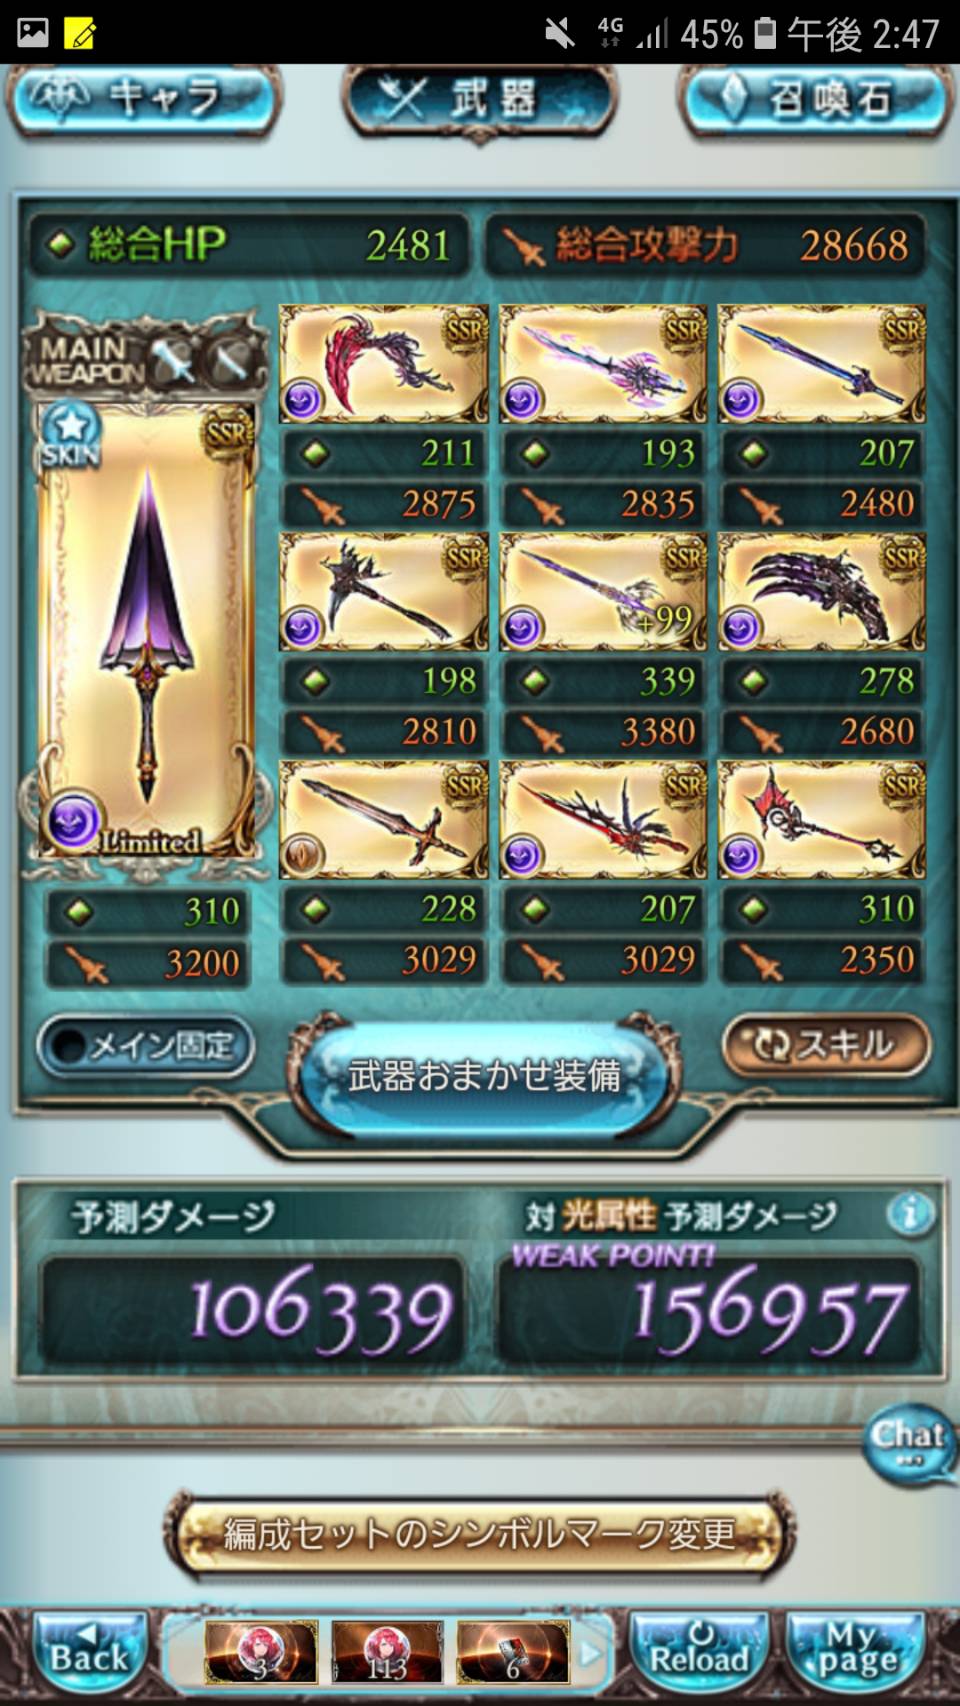 4G 45% 午後 2:47
キャラ 武器 召喚石
総合HP 2481 総合攻撃力 28668
MAIN WEAPON
SKIN SSR
Limited
310
3200
SSR SSR SSR
211 193 207
2875 2835 2480
SSR SSR SSR
+99
198 339 278
2810 3380 2680
SSR SSR SSR
228 207 310
3029 3029 2350
メイン固定 武器おまかせ装備 スキル
予測ダメージ 対光属性予測ダメージ
WEAK POINT!
106339 156957
Chat
編成セットのシンボルマーク変更
Back 3 113 6 Reload My page